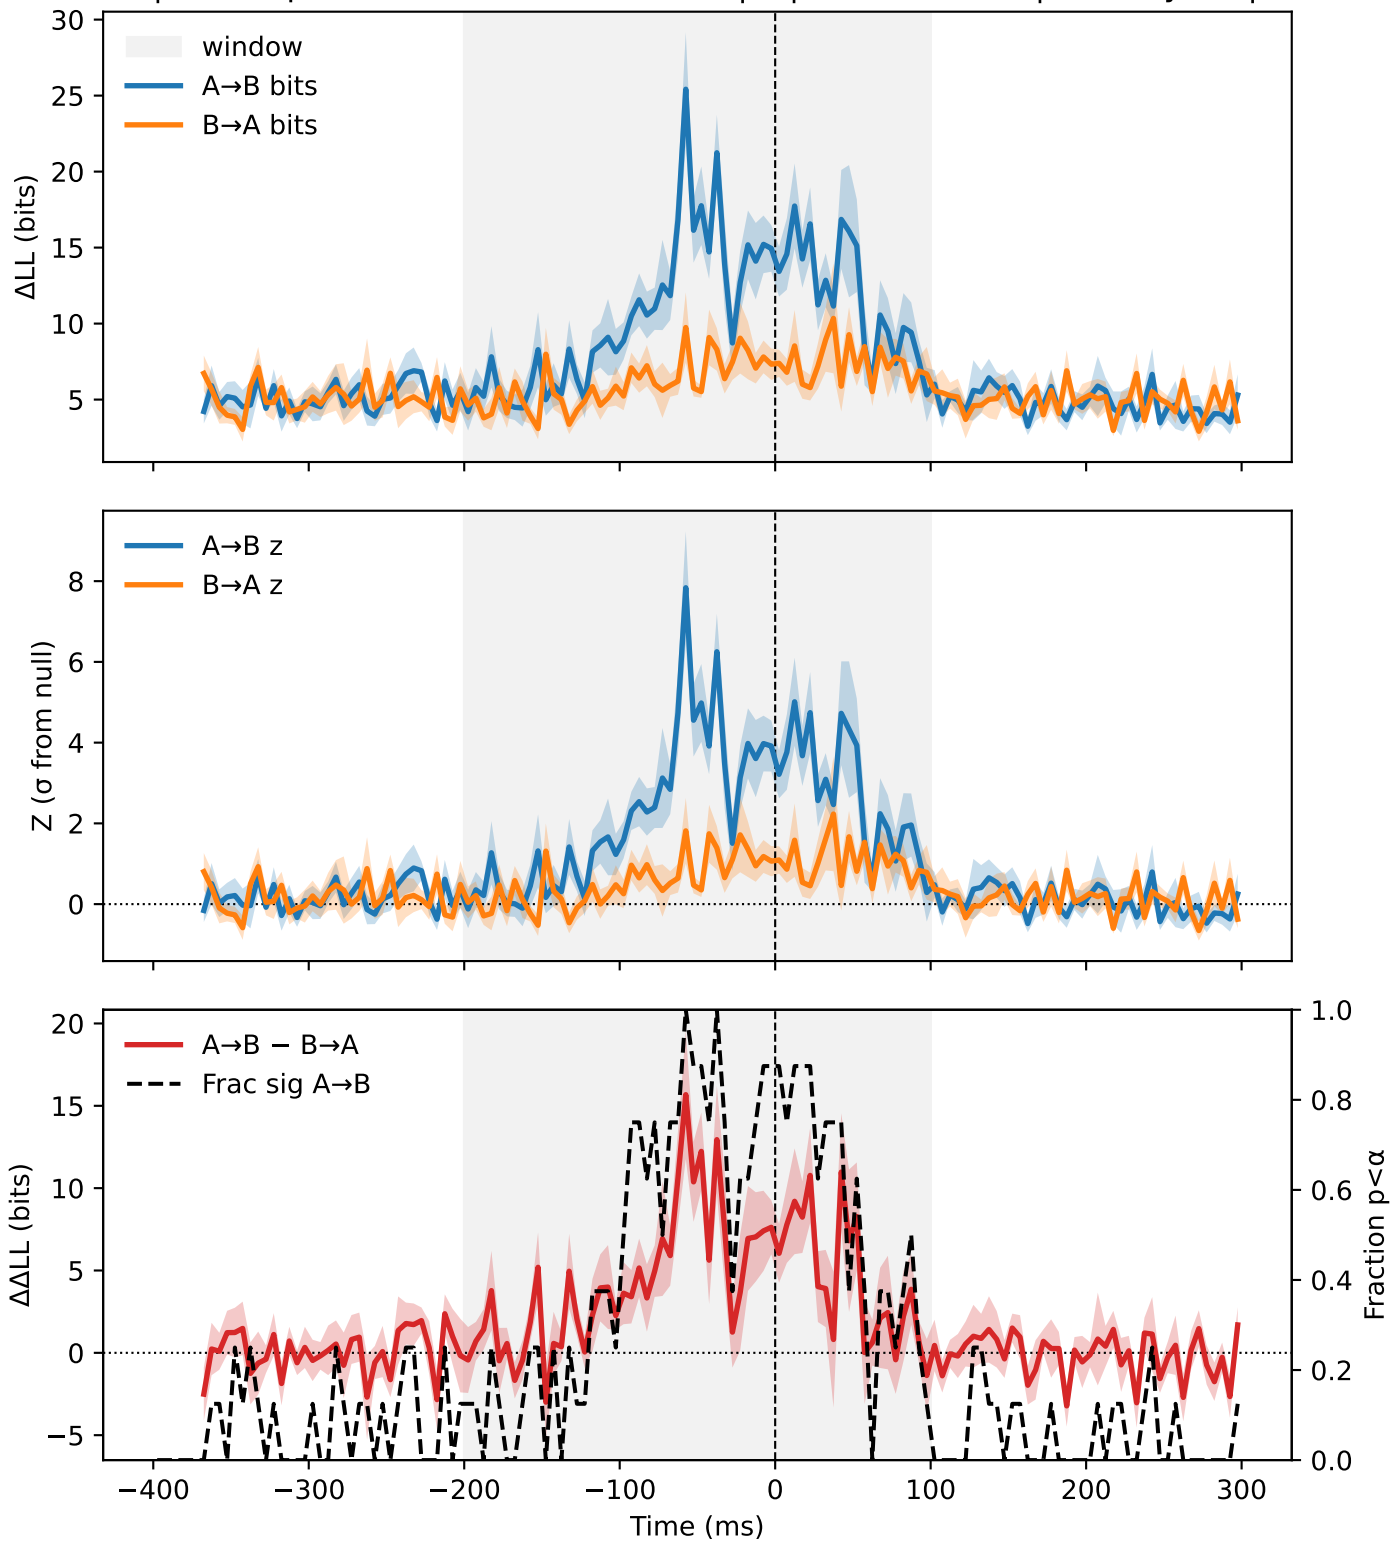 30
25
20
15
10
5
ΔLL (bits)
window
A→B bits
B→A bits
8
6
4
2
0
Z (σ from null)
A→B z
B→A z
20
15
10
5
0
−5
ΔΔLL (bits)
A→B − B→A
Frac sig A→B
1.0
0.8
0.6
0.4
0.2
0.0
Fraction p<α
−400 −300 −200 −100 0 100 200 300
Time (ms)